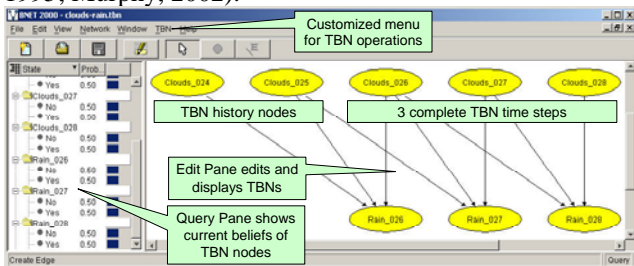 1995; Murphy, 2002).
BNET 2000 - clouds-rain.tbn
File Edit View Network Window TBN Help
Customized menu
for TBN operations
State Prob...
Yes 0.50
Clouds_027
No 0.50
Yes 0.50
Clouds_028
No 0.50
Yes 0.50
Rain_026
No 0.50
Yes 0.50
Rain_027
No 0.50
Yes 0.50
Rain_028
No 0.50
Yes 0.50
Clouds_024 Clouds_025 Clouds_026 Clouds_027 Clouds_028
TBN history nodes
3 complete TBN time steps
Edit Pane edits and
displays TBNs
Query Pane shows
current beliefs of
TBN nodes
Rain_026 Rain_027 Rain_028
Create Edge
Query